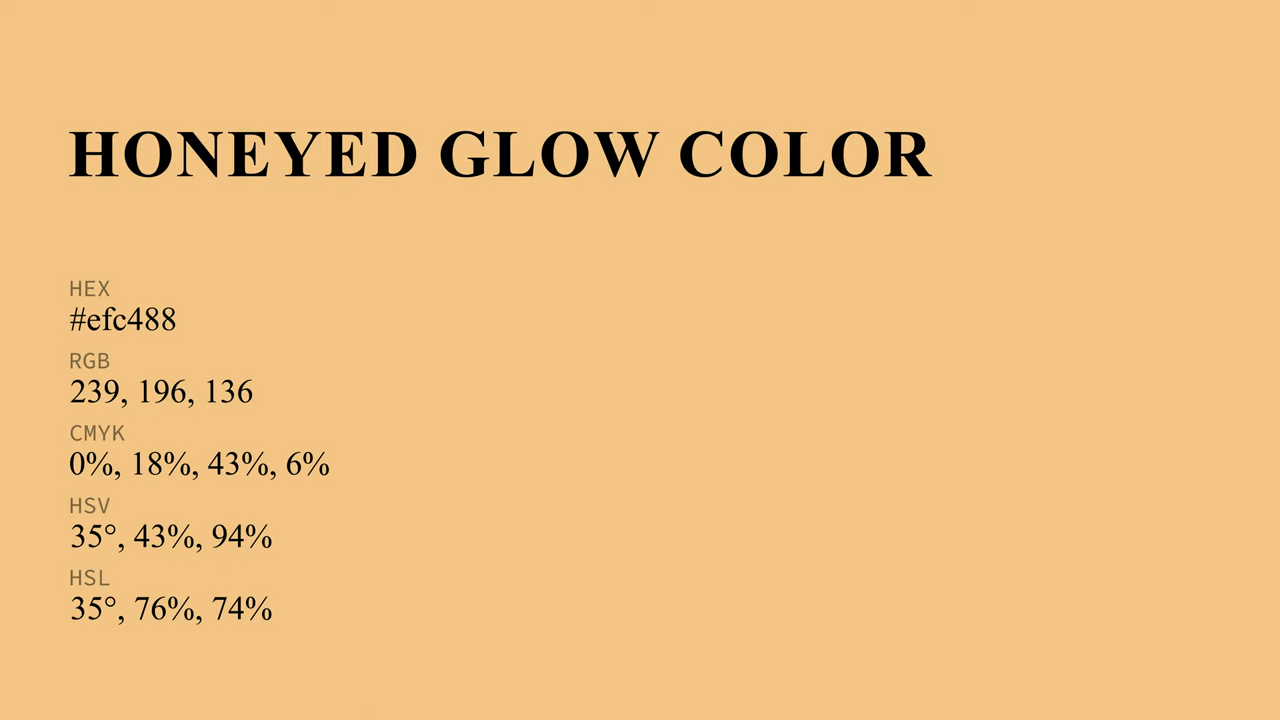 HONEYED GLOW COLOR
HEX
#efc488
RGB
239, 196, 136
CMYK
0%, 18%, 43%, 6%
HSV
35°, 43%, 94%
HSL
35°, 76%, 74%